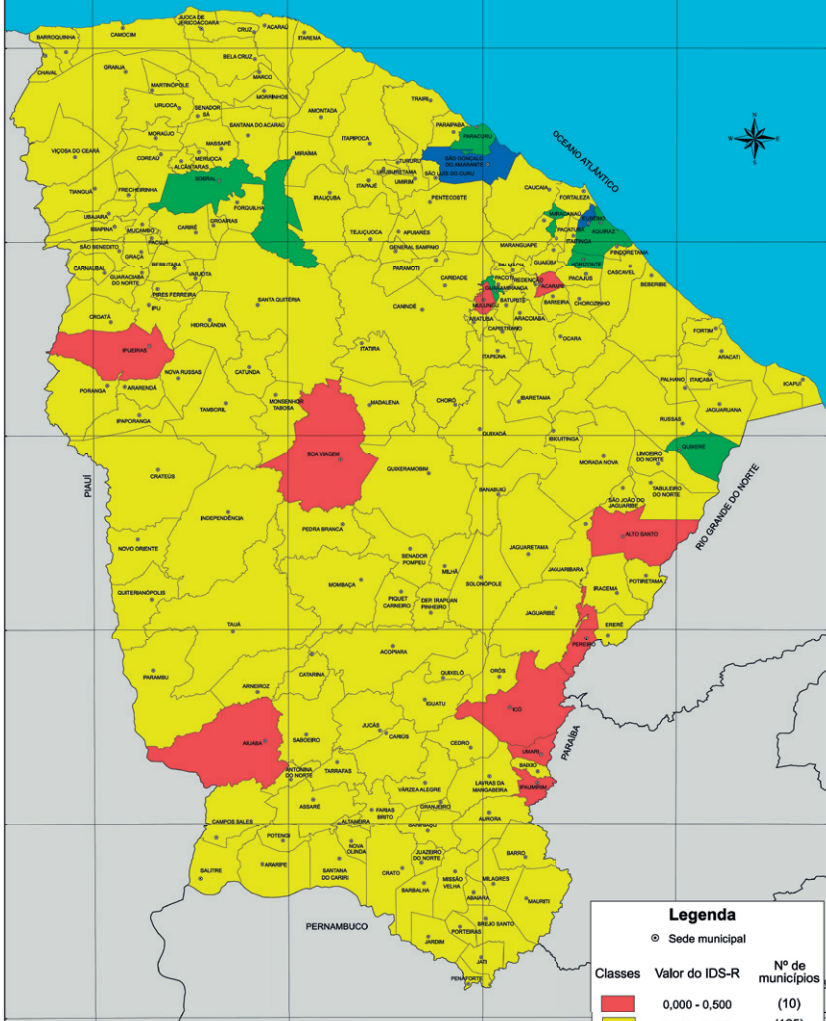 JIJOCA DE
JERICOACOARA
CAMOCIM
CRUZ
ACARAÚ
ITAREMA
BARROQUINHA
CHAVAL
GRANJA
BELA CRUZ
MARCO
MARTINÓPOLE
MORRINHOS
URUOCA
SENADOR
SÁ
AMONTADA
TRAIRI
MORAÚJO
SANTANA DO ACARAÚ
PARAIPABA
PARACURU
OCEANO ATLÂNTICO
VIÇOSA DO CEARÁ
COREAÚ
MASSAPÊ
MERUOCA
ALCÂNTARAS
MIRAÍMA
ITAPIPOCA
TURURU
URUBURETAMA
UMIRIM
SÃO GONÇALO
DO AMARANTE
SÃO LUIS DO CURU
TIANGUÁ
FRECHEIRINHA
SOBRAL
FORQUILHA
IRAUÇUBA
ITAPAJÉ
PENTECOSTE
CAUCAIA
FORTALEZA
UBAJARA
IBIAPINA
MUCAMBO
PACUJÁ
CARIRÉ
GROAÍRAS
TEJUÇUOCA
APUIARÉS
GENERAL SAMPAIO
MARACANAÚ
EUSÉBIO
PACATUBA
AQUIRAZ
ITAITINGA
MARANGUAPE
SÃO BENEDITO
GRAÇA
RERIUTABA
CARNAUBAL
GUARACIABA
DO NORTE
VARJOTA
PARAMOTI
GUAIÚBA
HORIZONTE
PINDORETAMA
CASCAVEL
PACAJUS
BEBERIBE
PIRES FERREIRA
IPU
SANTA QUITÉRIA
CANINDÉ
CARIDADE
PACOTI
REDENÇÃO
GUARAMIRANGA
ACARAPE
MULUNGU
BATURITÉ
BARREIRA
CHOROZINHO
CROATÁ
HIDROLÂNDIA
ARATUBA
ARACOIABA
CAPISTRANO
OCARA
FORTIM
IPUEIRAS
ITATIRA
ITAPIÚNA
ARACATI
PORANGA
ARARENDÁ
NOVA RUSSAS
CATUNDA
PALHANO
ITAIÇABA
ICAPUÍ
IPAPORANGA
TAMBORIL
MONSENHOR
TABOSA
MADALENA
CHORÓ
IBARETAMA
JAGUARUANA
RUSSAS
QUIXADÁ
IBICUITINGA
BOA VIAGEM
QUIXERÉ
PIAUÍ
CRATEÚS
QUIXERAMOBIM
MORADA NOVA
LIMOEIRO
DO NORTE
TABULEIRO
DO NORTE
RIO GRANDE DO NORTE
BANABUIÚ
SÃO JOÃO DO
JAGUARIBE
INDEPENDÊNCIA
PEDRA BRANCA
ALTO SANTO
NOVO ORIENTE
SENADOR
POMPEU
JAGUARETAMA
MILHÃ
JAGUARIBARA
POTIRETAMA
QUITERIANÓPOLIS
MOMBAÇA
PIQUET
CARNEIRO
DEP. IRAPUAN
PINHEIRO
SOLONÓPOLE
IRACEMA
JAGUARIBE
ERERÊ
TAUÁ
PEREIRO
ACOPIARA
PARAMBU
CATARINA
QUIXELÔ
ORÓS
ARNEIROZ
IGUATU
ICÓ
JUCÁS
CARIÚS
AIUABA
SABOEIRO
CEDRO
UMARI
PARAÍBA
BAIXIO
ANTONINA
DO NORTE
TARRAFAS
VÁRZEA ALEGRE
LAVRAS DA
MANGABEIRA
IPAUMIRIM
ASSARÉ
GRANJEIRO
FARIAS
BRITO
ALTANEIRA
AURORA
CAMPOS SALES
POTENGI
NOVA
OLINDA
JUAZEIRO
DO NORTE
BARRO
SALITRE
ARARIPE
SANTANA
DO CARIRI
CRATO
MISSÃO
VELHA
MILAGRES
BARBALHA
ABAIARA
MAURITI
PERNAMBUCO
BREJO SANTO
PORTEIRAS
JARDIM
JATI
PENAFORTE
Legenda
Sede municipal
Classes Valor do IDS-R Nº de
municípios
0,000 - 0,500 (10)